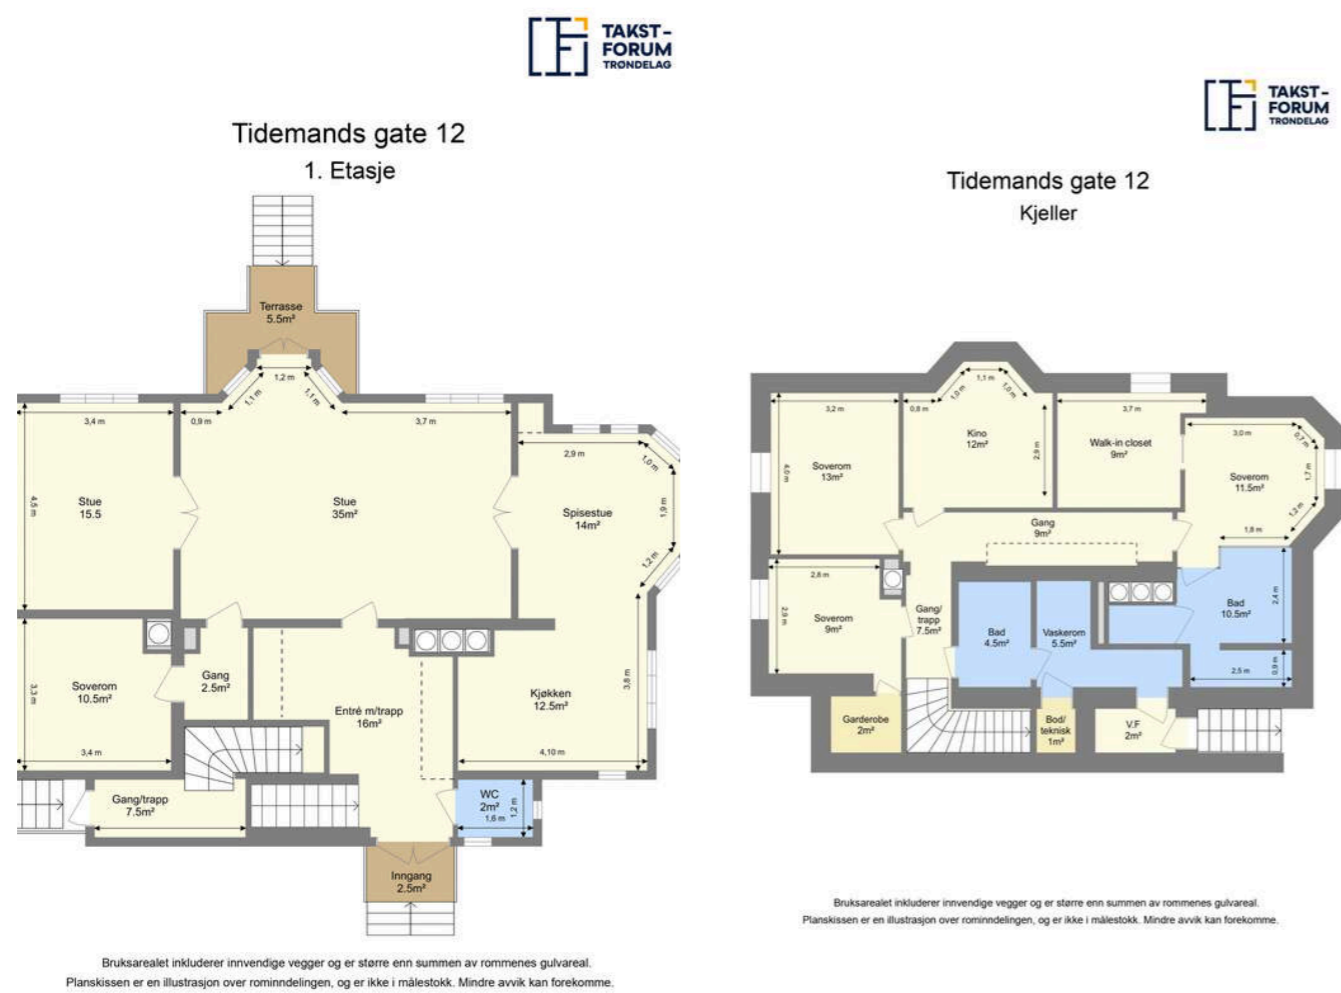 TAKST-
FORUM
TRØNDELAG
Tidemands gate 12
1. Etasje
Terrasse
5.5m²
1,2 m
1,1 m
1,1 m
3,4 m
0,9 m
3,7 m
2,9 m
1,0 m
4,5 m
Stue
15.5
Stue
35m²
Spisestue
14m²
1,9 m
1,2 m
Soverom
10.5m²
3,3 m
3,4 m
Gang
2.5m²
Entré m/trapp
16m²
Kjøkken
12.5m²
3,8 m
4,10 m
Gang/trapp
7.5m²
WC
2m²
1,6 m
1,2 m
Inngang
2.5m²
Bruksarealet inkluderer innvendige vegger og er større enn summen av rommenes gulvareal.
Planskissen er en illustrasjon over rominndelingen, og er ikke i målestokk. Mindre avvik kan forekomme.
TAKST-
FORUM
TRØNDELAG
Tidemands gate 12
Kjeller
1,1 m
1,0 m
1,0 m
3,2 m
0,8 m
3,7 m
3,0 m
0,7 m
Kino
12m²
2,9 m
Walk-in closet
9m²
4,0 m
Soverom
13m²
Soverom
11.5m²
1,7 m
1,2 m
1,8 m
Gang
9m²
2,8 m
2,9 m
Soverom
9m²
Gang/
trapp
7.5m²
Bad
4.5m²
Vaskerom
5.5m²
Bad
10.5m²
2,4 m
2,5 m
0,9 m
Garderobe
2m²
Bod/
teknisk
1m²
V.F
2m²
Bruksarealet inkluderer innvendige vegger og er større enn summen av rommenes gulvareal.
Planskissen er en illustrasjon over rominndelingen, og er ikke i målestokk. Mindre avvik kan forekomme.